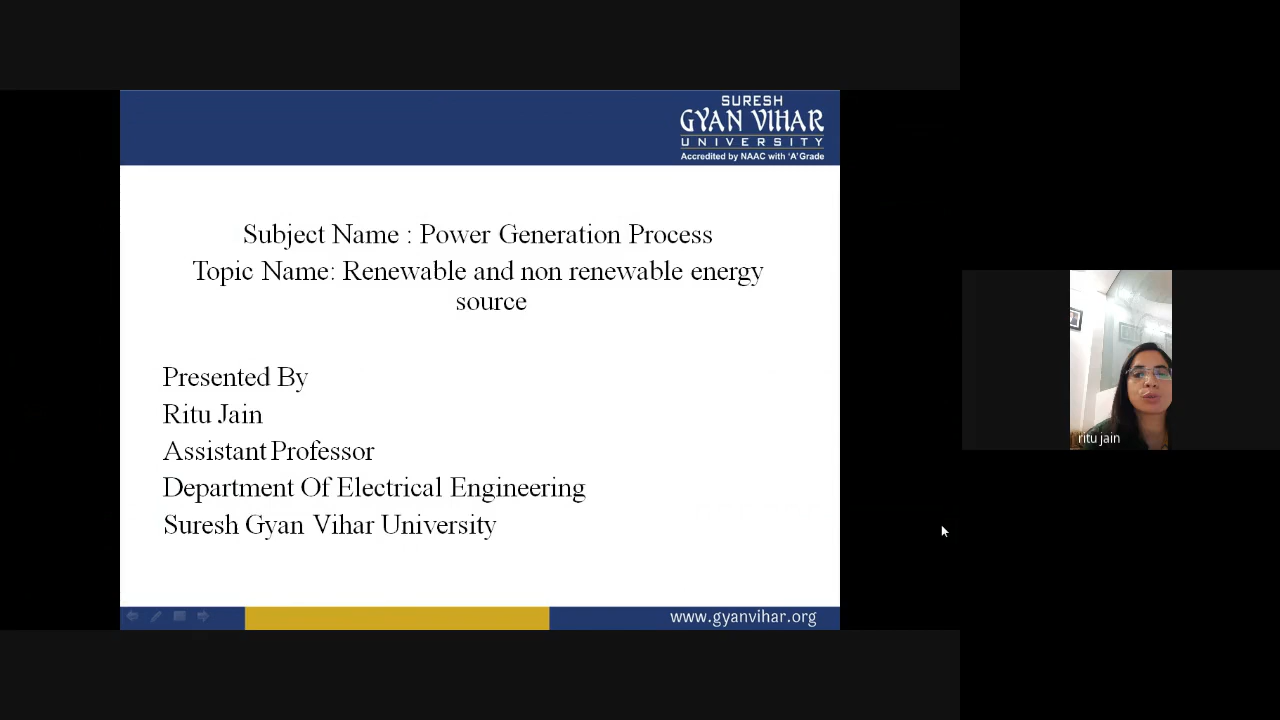 SURESH
GYAN VIHAR
UNIVERSITY
Accredited by NAAC with 'A' Grade
Subject Name : Power Generation Process
Topic Name: Renewable and non renewable energy
source
Presented By
Ritu Jain
Assistant Professor
Department Of Electrical Engineering
Suresh Gyan Vihar University
ritu jain
www.gyanvihar.org